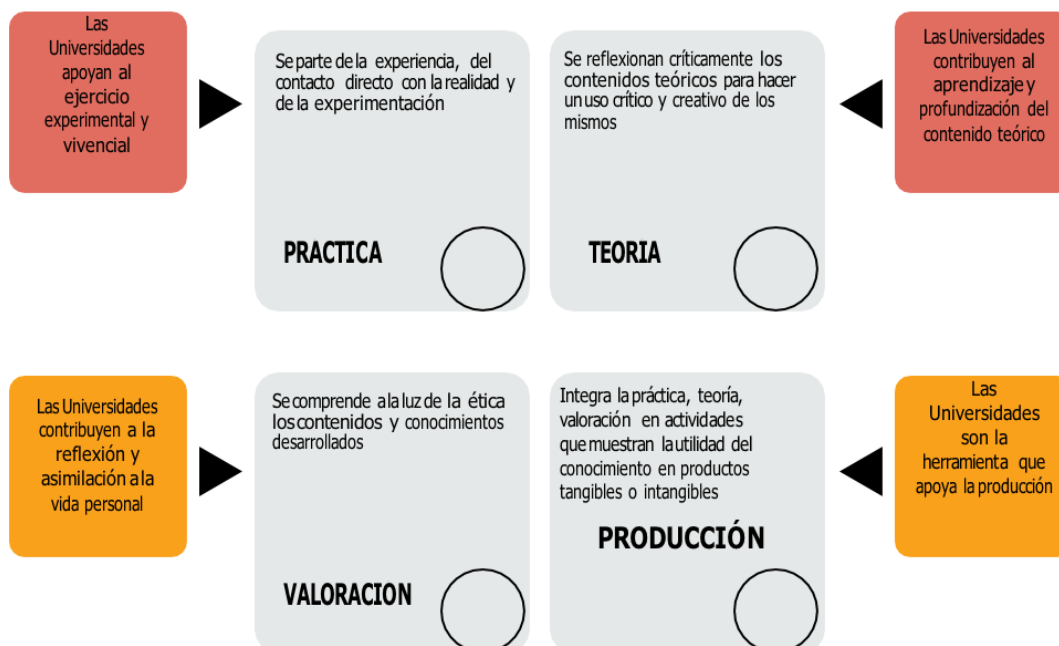 Las
Universidades
apoyan al
ejercicio
experimental y
vivencial
Se parte de la experiencia, del
contacto directo con la realidad y
de la experimentación
PRACTICA
Se reflexionan críticamente los
contenidos teóricos para hacer
un uso crítico y creativo de los
mismos
TEORIA
Las Universidades
contribuyen al
aprendizaje y
profundización del
contenido teórico
Las Universidades
contribuyen a la
reflexión y
asimilación a la
vida personal
Se comprende a la luz de la ética
los contenidos y conocimientos
desarrollados
VALORACION
Integra la práctica, teoría,
valoración en actividades
que muestran la utilidad del
conocimiento en productos
tangibles o intangibles
PRODUCCIÓN
Las
Universidades
son la
herramienta que
apoya la producción